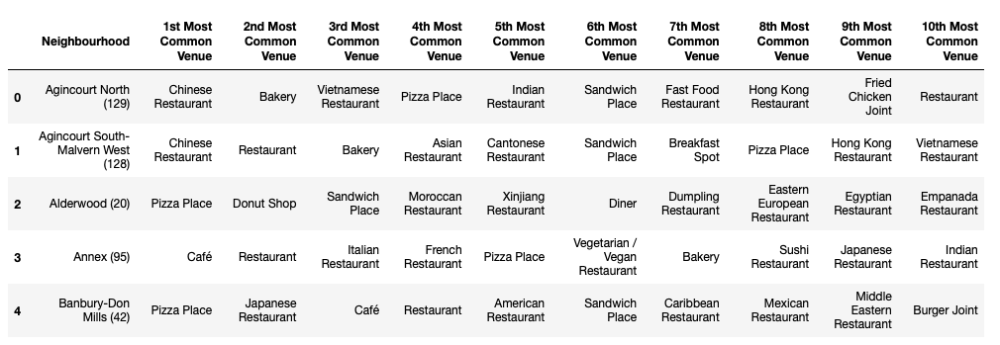 Neighbourhood 1st Most Common Venue 2nd Most Common Venue 3rd Most Common Venue 4th Most Common Venue 5th Most Common Venue 6th Most Common Venue 7th Most Common Venue 8th Most Common Venue 9th Most Common Venue 10th Most Common Venue
0 Agincourt North (129) Chinese Restaurant Bakery Vietnamese Restaurant Pizza Place Indian Restaurant Sandwich Place Fast Food Restaurant Hong Kong Restaurant Fried Chicken Joint Restaurant
1 Agincourt South-Malvern West (128) Chinese Restaurant Restaurant Bakery Asian Restaurant Cantonese Restaurant Sandwich Place Breakfast Spot Pizza Place Hong Kong Restaurant Vietnamese Restaurant
2 Alderwood (20) Pizza Place Donut Shop Sandwich Place Moroccan Restaurant Xinjiang Restaurant Diner Dumpling Restaurant Eastern European Restaurant Egyptian Restaurant Empanada Restaurant
3 Annex (95) Café Restaurant Italian Restaurant French Restaurant Pizza Place Vegetarian / Vegan Restaurant Bakery Sushi Restaurant Japanese Restaurant Indian Restaurant
4 Banbury-Don Mills (42) Pizza Place Japanese Restaurant Café Restaurant American Restaurant Sandwich Place Caribbean Restaurant Mexican Restaurant Middle Eastern Restaurant Burger Joint